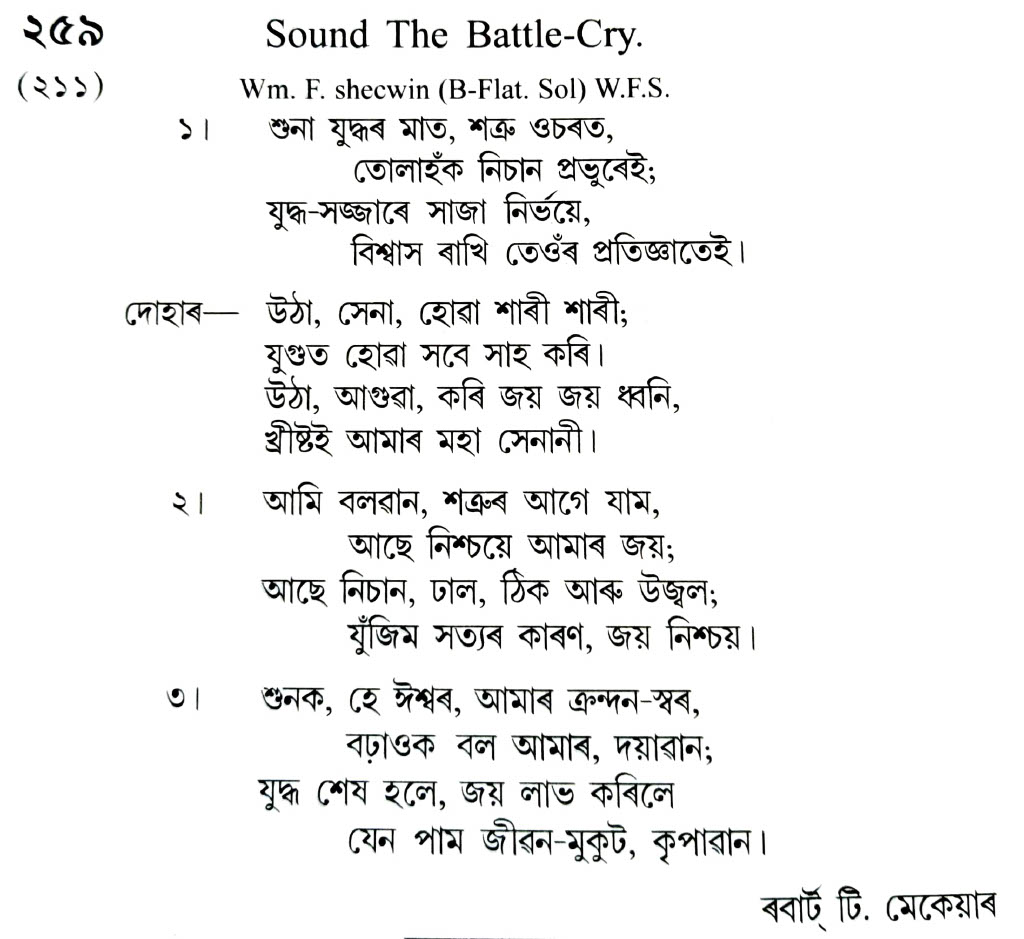 ২৫৯ Sound The Battle-Cry.
(২১১) Wm. F. shecwin (B-Flat. Sol) W.F.S.
১। শুনা যুদ্ধৰ মাত, শত্ৰু ওচৰত,
তোলাহঁক নিচান প্ৰভুৰেই;
যুদ্ধ-সজ্জাৰে সাজা নিৰ্ভয়ে,
বিশ্বাস ৰাখি তেওঁৰ প্ৰতিজ্ঞাতেই।
দোহাৰ— উঠা, সেনা, হোৱা শাৰী শাৰী;
যুগুত হোৱা সবে সাহ কৰি।
উঠা, আগুৱা, কৰি জয় জয় ধ্বনি,
খ্ৰীষ্টই আমাৰ মহা সেনানী।
২। আমি বলৱান, শত্ৰুৰ আগে যাম,
আছে নিশ্চয়ে আমাৰ জয়;
আছে নিচান, ঢাল, ঠিক আৰু উজ্বল;
যুঁজিম সত্যৰ কাৰণ, জয় নিশ্চয়।
৩। শুনক, হে ঈশ্বৰ, আমাৰ ক্ৰন্দন-স্বৰ,
বঢ়াওক বল আমাৰ, দয়াৱান;
যুদ্ধ শেষ হলে, জয় লাভ কৰিলে
যেন পাম জীৱন-মুকুট, কৃপাৱান।
ৰবাৰ্ট্ টি. মেকেয়াৰ